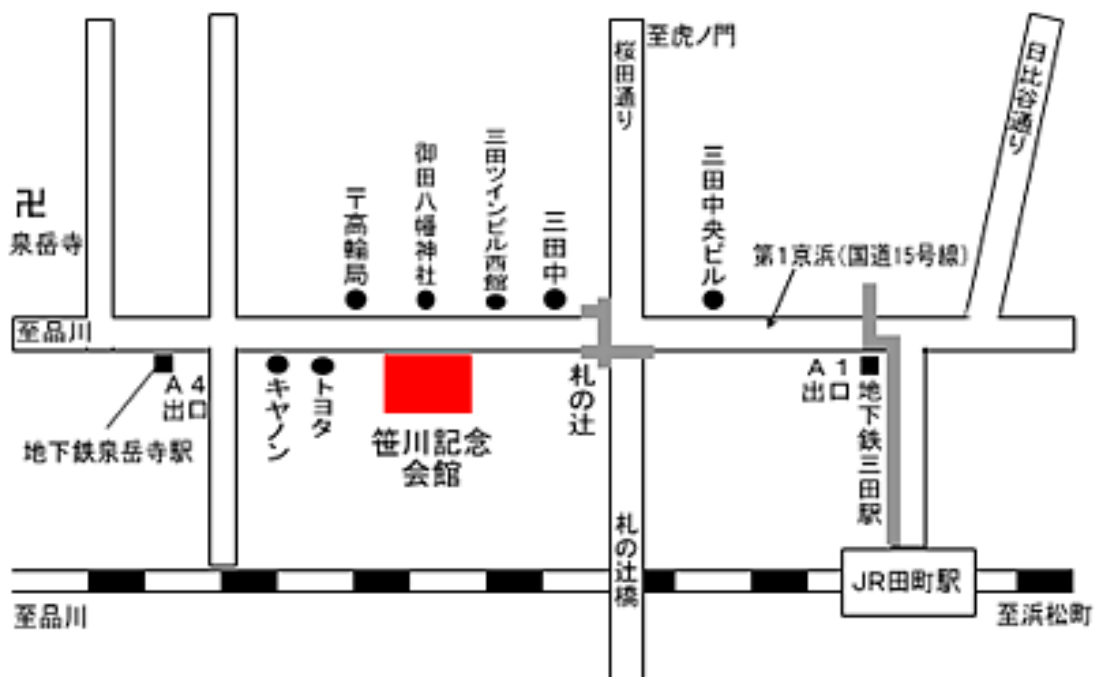 至虎ノ門
桜田通り
日比谷通り
卍
泉岳寺
〒高輪局
御田八幡神社
三田ツインビル西館
三田中
三田中央ビル
第1京浜(国道15号線)
至品川
A4
出口
地下鉄泉岳寺駅
キヤノン
トヨタ
笹川記念
会館
札の辻
A1
出口
地下鉄三田駅
札の辻橋
JR田町駅
至品川
至浜松町